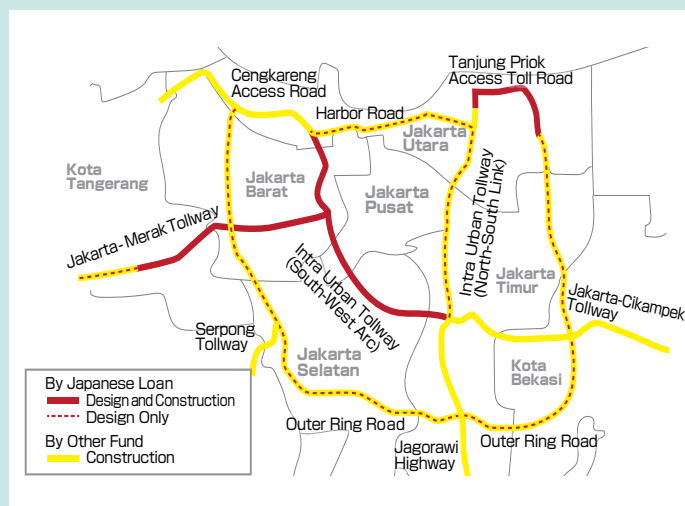 Tanjung Priok
Access Toll Road
Cengkareng
Access Road
Harbor Road
Jakarta
Utara
Kota
Tangerang
Jakarta
Barat
Jakarta
Pusat
Jakarta-Merak Tollway
Intra Urban Tollway
(South-West Arc)
Intra Urban Tollway
(North-South Link)
Jakarta
Timur
Jakarta-Cikampek
Tollway
Serpong
Tollway
Jakarta
Selatan
Kota
Bekasi
Outer Ring Road
Jagorawi
Highway
Outer Ring Road
By Japanese Loan
Design and Construction
Design Only
By Other Fund
Construction